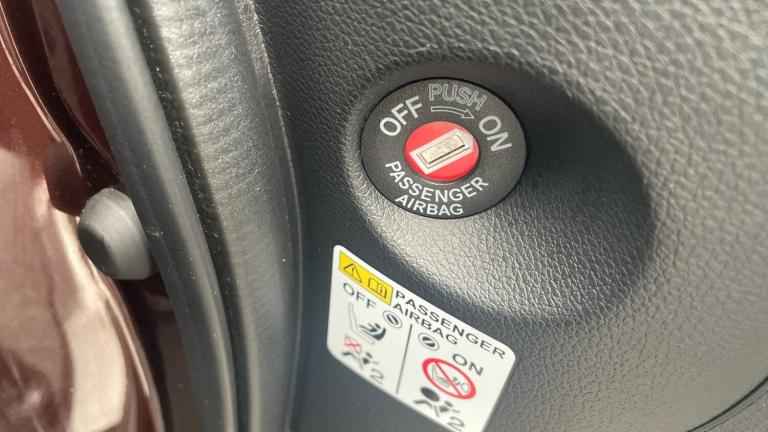 PUSH
OFF ON
PASSENGER
AIRBAG
PASSENGER
AIRBAG
OFF
ON